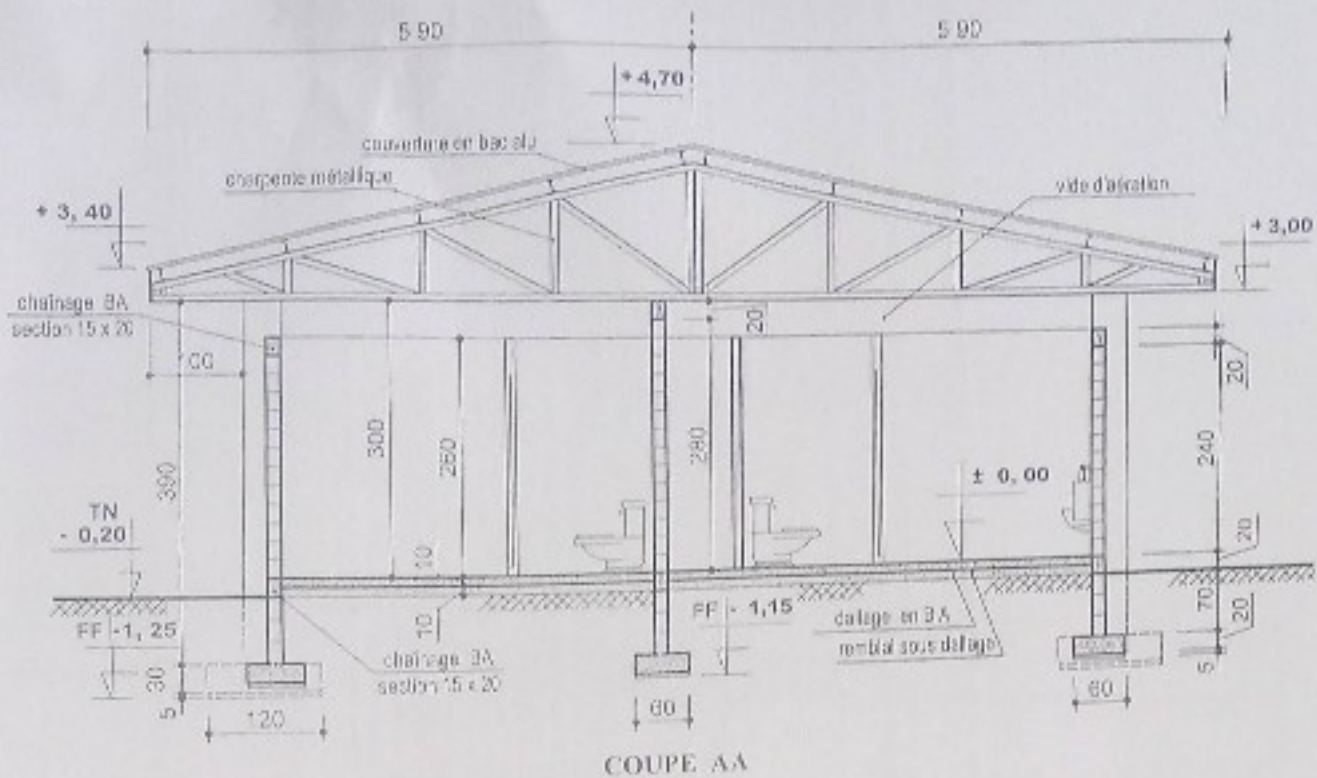 5 90
5 90
+ 4,70
couverture en bac alu
charpente métallique
vide d'aération
+ 3, 40
+ 3,00
chaînage BA
section 15 x 20
20
20
300
260
280
240
390
± 0, 00
TN
- 0,20
10
10
20
70
20
5
FF -1, 25
FF - 1,15
dallage en BA
remblai sous dallage
chaînage BA
section 15 x 20
30
5
120
60
60
COUPE AA